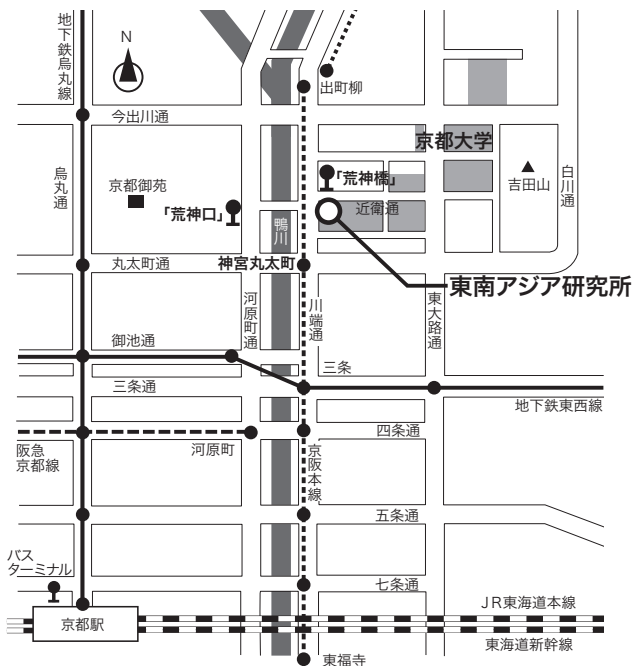 地下鉄烏丸線
N
出町柳
今出川通
京都大学
烏丸通
京都御苑
「荒神口」
「荒神橋」
吉田山
白川通
近衛通
鴨川
丸太町通
神宮丸太町
東南アジア研究所
河原町通
川端通
東大路通
御池通
三条
三条通
地下鉄東西線
阪急
京都線
河原町
四条通
京阪本線
五条通
バス
ターミナル
七条通
京都駅
JR東海道本線
東海道新幹線
東福寺